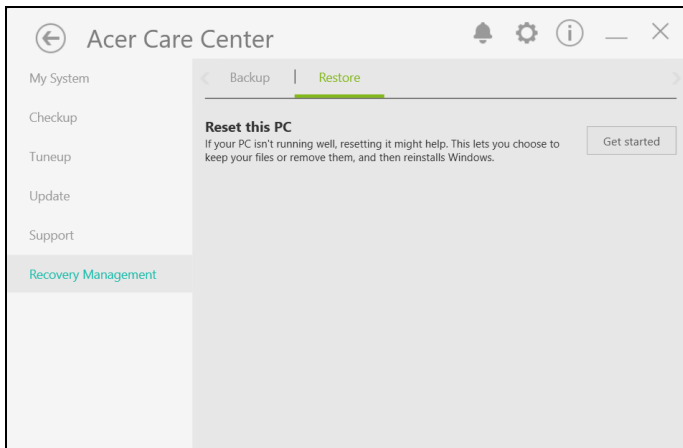 Acer Care Center
My System
Checkup
Tuneup
Update
Support
Recovery Management
Backup | Restore
Reset this PC
If your PC isn't running well, resetting it might help. This lets you choose to
keep your files or remove them, and then reinstalls Windows.
Get started